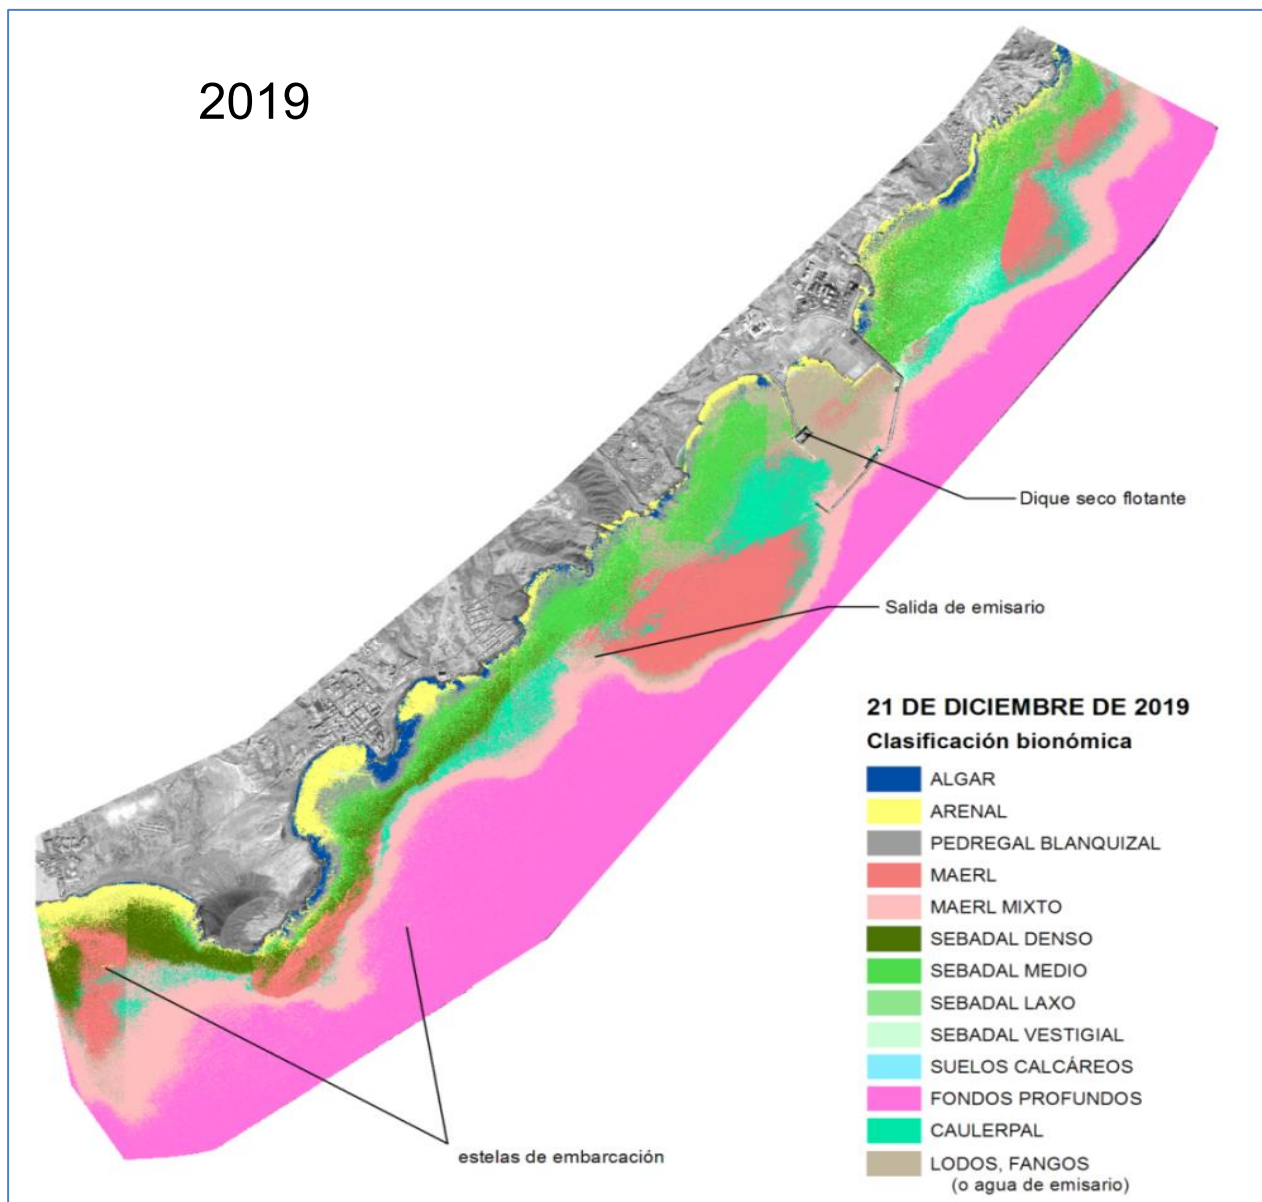 2019
Dique seco flotante
Salida de emisario
21 DE DICIEMBRE DE 2019
Clasificación bionómica
ALGAR
ARENAL
PEDREGAL BLANQUIZAL
MAERL
MAERL MIXTO
SEBADAL DENSO
SEBADAL MEDIO
SEBADAL LAXO
SEBADAL VESTIGIAL
SUELOS CALCÁREOS
FONDOS PROFUNDOS
CAULERPAL
LODOS, FANGOS
(o agua de emisario)
estelas de embarcación